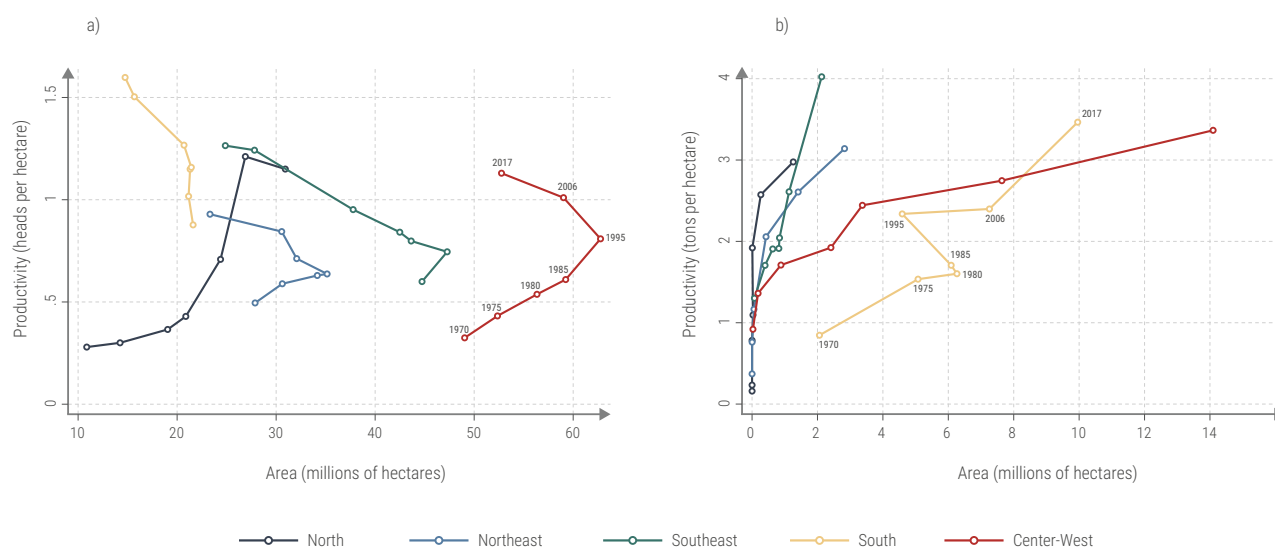 a)
Productivity (heads per hectare)
1.5
1
.5
0
2017
2006
1995
1985
1980
1975
1970
10 20 30 40 50 60
Area (millions of hectares)
b)
Productivity (tons per hectare)
4
3
2
1
0
2017
1995
2006
1985
1980
1975
1970
0 2 4 6 8 10 12 14
Area (millions of hectares)
North Northeast Southeast South Center-West